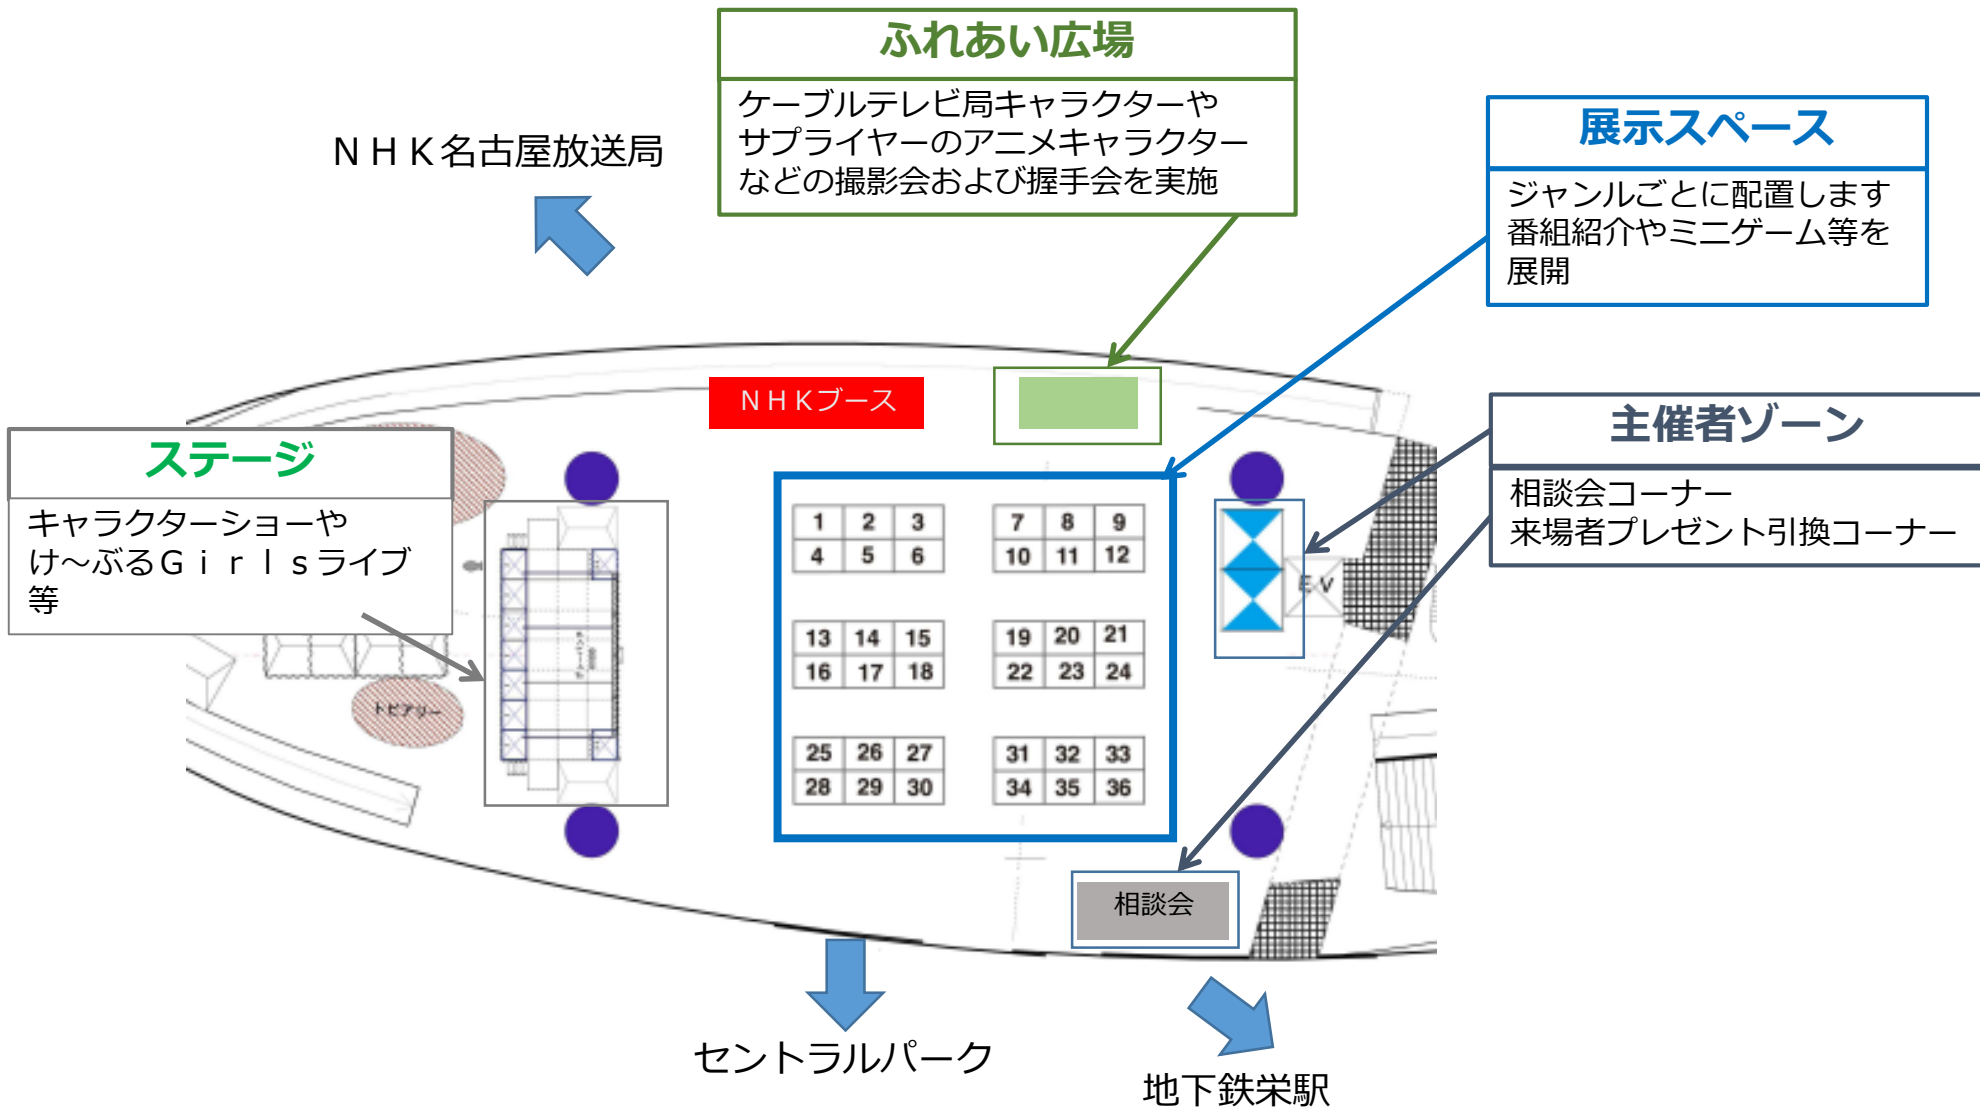 ふれあい広場
ケーブルテレビ局キャラクターや
サプライヤーのアニメキャラクター
などの撮影会および握手会を実施
ＮＨＫ名古屋放送局
展示スペース
ジャンルごとに配置します
番組紹介やミニゲーム等を
展開
ＮＨＫブース
主催者ゾーン
相談会コーナー
来場者プレゼント引換コーナー
ステージ
キャラクターショーや
け～ぶるＧｉｒｌｓライブ
等
1 2 3
4 5 6
7 8 9
10 11 12
13 14 15
16 17 18
19 20 21
22 23 24
25 26 27
28 29 30
31 32 33
34 35 36
EV
トピアリー
相談会
セントラルパーク
地下鉄栄駅